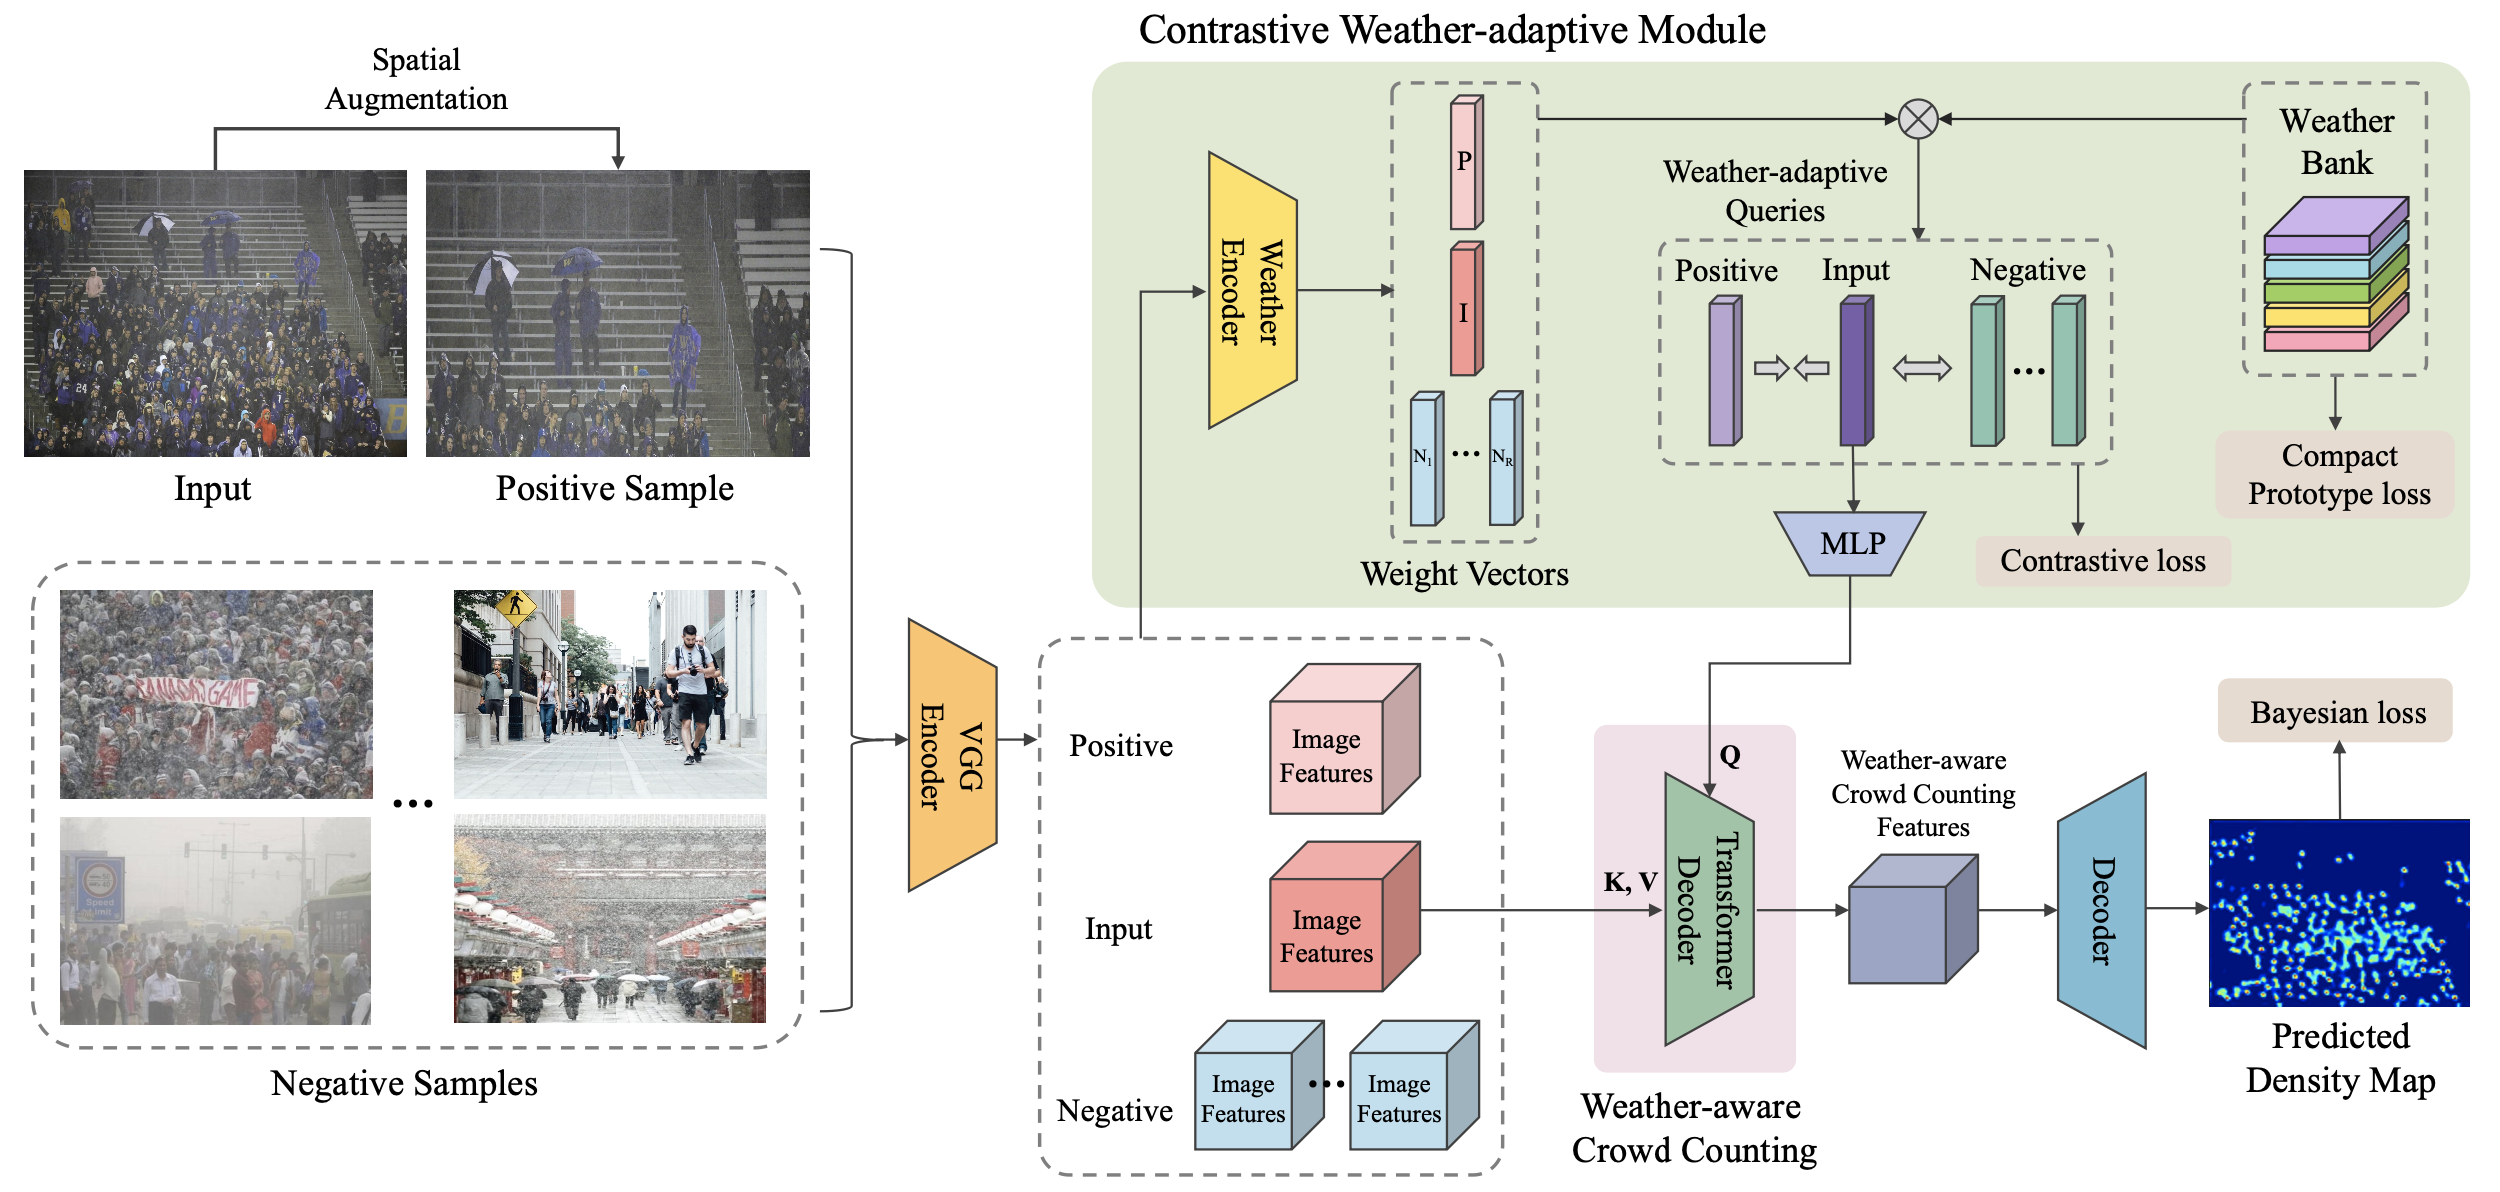 Contrastive Weather-adaptive Module
Spatial
Augmentation
Input
Positive Sample
24
CANADA'S GAME
Speed
Limit
Negative Samples
VGG
Encoder
Weather
Encoder
P
I
N1
...
NR
Weight Vectors
Weather-adaptive
Queries
Positive
Input
Negative
...
Weather
Bank
Compact
Prototype loss
Contrastive loss
MLP
Positive
Image
Features
Input
Image
Features
Negative
Image
Features
...
Image
Features
Q
K, V
Transformer
Decoder
Weather-aware
Crowd Counting
Weather-aware
Crowd Counting
Features
Decoder
Bayesian loss
Predicted
Density Map